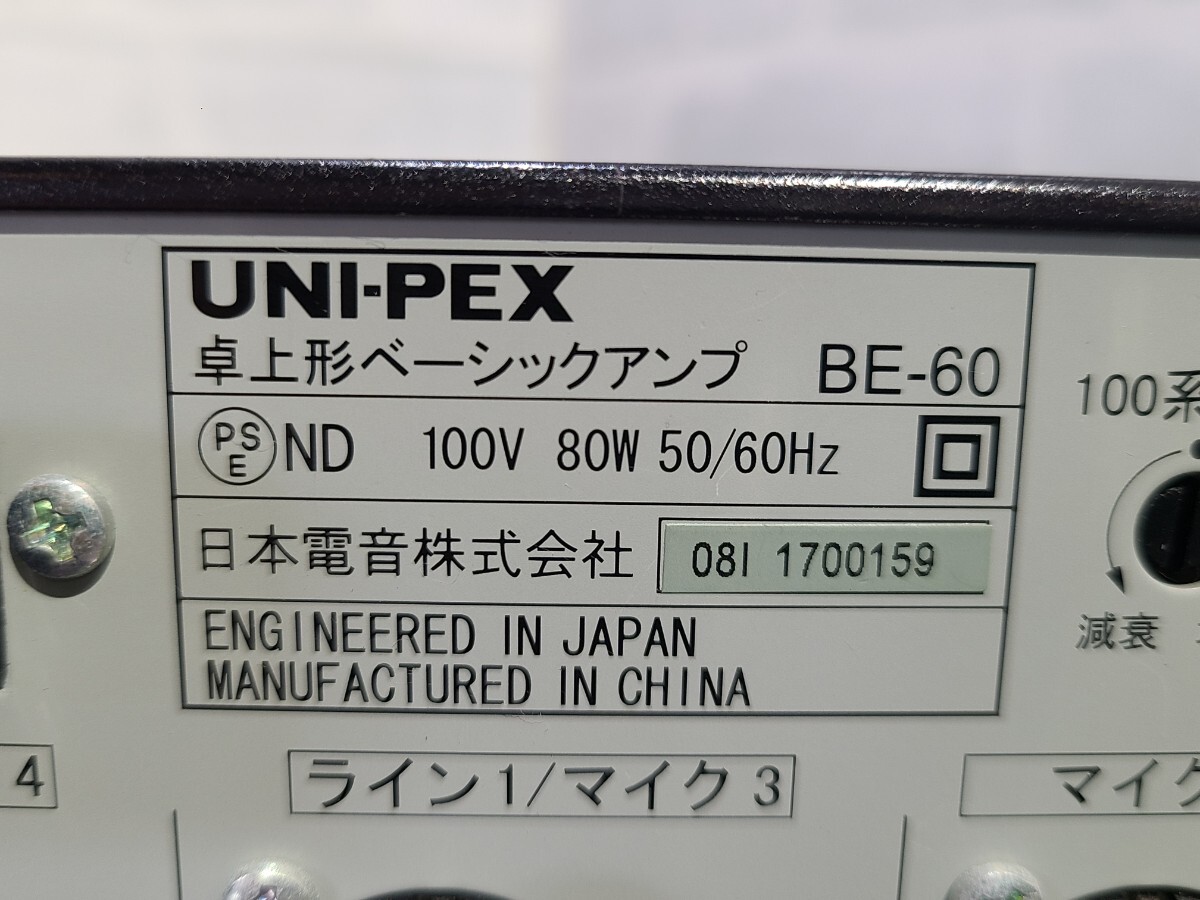 UNI-PEX
卓上形ベーシックアンプ BE-60
PSE ND 100V 80W 50/60Hz
日本電音株式会社 08I 1700159
ENGINEERED IN JAPAN
MANUFACTURED IN CHINA
100系
減衰
4
ライン1/マイク3
マイク